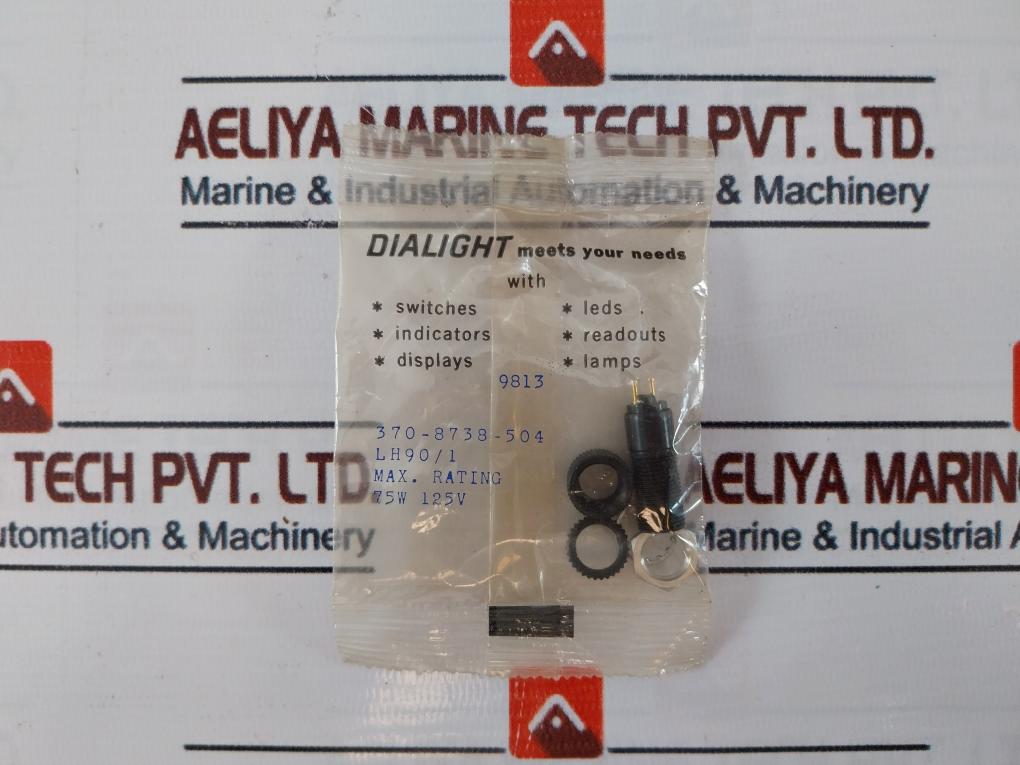 AELIYA MARINE TECH PVT. LTD.
Marine & Industrial Automation & Machinery
DIALIGHT meets your needs
with
* switches * leds
* indicators * readouts
* displays * lamps
9813
370-8738-504
LH90/1
MAX. RATING
75W 125V
TECH PVT. LTD
utomation & Machinery
AELIYA MARIN
Marine & Industrial A